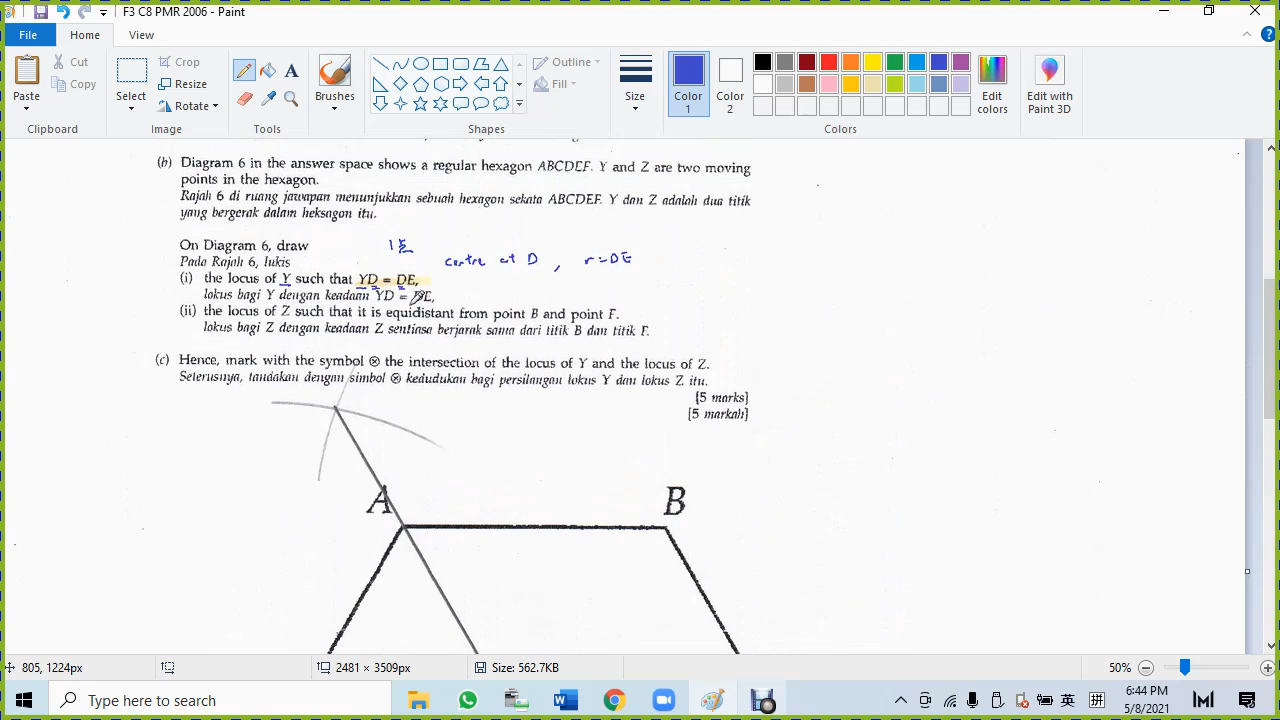 F3 C8 PMR 2006 - Paint
File Home View
Paste Cut Copy
Clipboard
Select Crop Resize Rotate
Image
Tools
Brushes
Shapes
Outline
Fill
Size
Color 1
Color 2
Edit colors
Colors
Edit with Paint 3D
(b) Diagram 6 in the answer space shows a regular hexagon ABCDEF. Y and Z are two moving
points in the hexagon.
Rajah 6 di ruang jawapan menunjukkan sebuah hexagon sekata ABCDEF. Y dan Z adalah dua titik
yang bergerak dalam heksagon itu.
On Diagram 6, draw
Pada Rajah 6, lukis
centre at D , r = DE
(i) the locus of Y such that YD = DE,
lokus bagi Y dengan keadaan YD = DE,
(ii) the locus of Z such that it is equidistant from point B and point F.
lokus bagi Z dengan keadaan Z sentiasa berjarak sama dari titik B dan titik F.
(c) Hence, mark with the symbol ⊗ the intersection of the locus of Y and the locus of Z.
Seterusnya, tandakan dengan simbol ⊗ kedudukan bagi persilangan lokus Y dan lokus Z itu.
[5 marks]
[5 markah]
A B
805, 1224px
2481 × 3509px
Size: 562.7KB
50%
Type here to search
英 拼
6:44 PM
5/8/2021